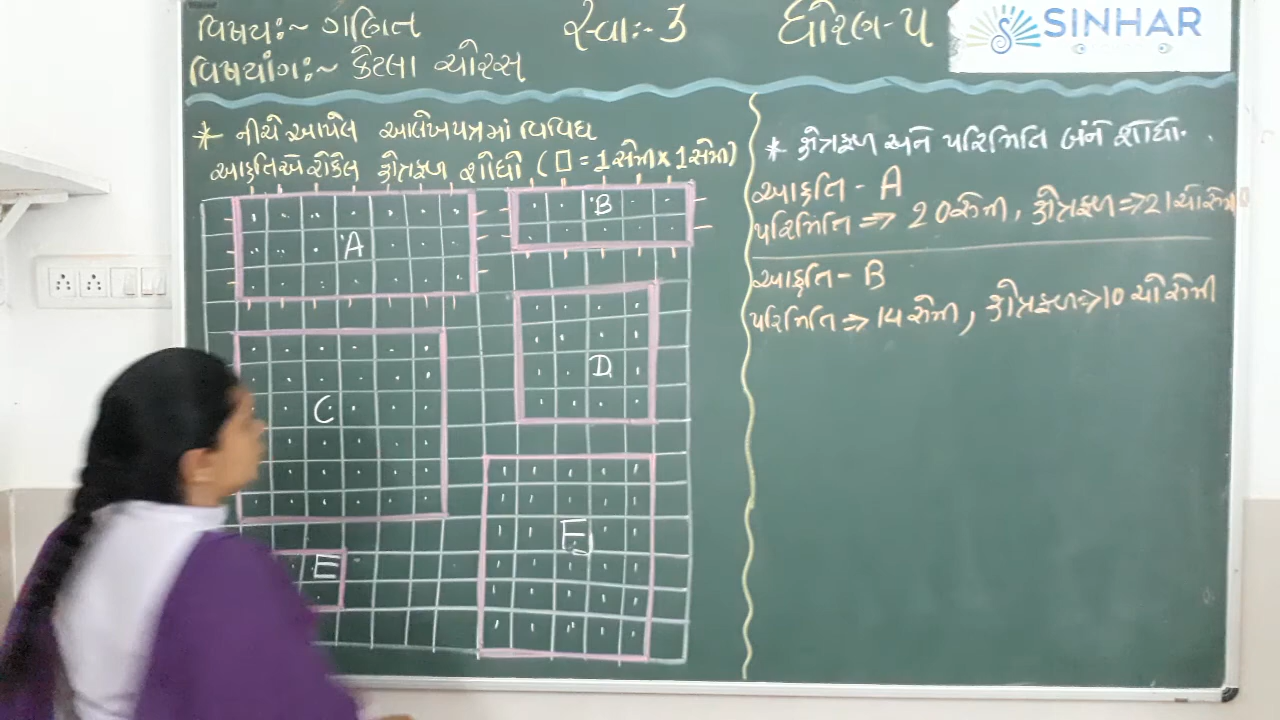 વિષય:~ ગણિત સ્વા:-3 ધોરણ-૫
વિષયાંગ:~ કેટલા ચોરસ
SINHAR
* નીચે આપેલ આલેખપત્રમાં વિવિધ
આકૃતિએ રોકેલ ક્ષેત્રફળ શોધો (□ = 1 સેમી x 1 સેમી)
A
B
C
D
E
F
* ક્ષેત્રફળ અને પરિમિતિ બંને શોધો.
આકૃતિ - A
પરિમિતિ ⇒ 20 સેમી, ક્ષેત્રફળ ⇒ 21 ચોસેમી
આકૃતિ - B
પરિમિતિ ⇒ 14 સેમી, ક્ષેત્રફળ ⇒ 10 ચોસેમી